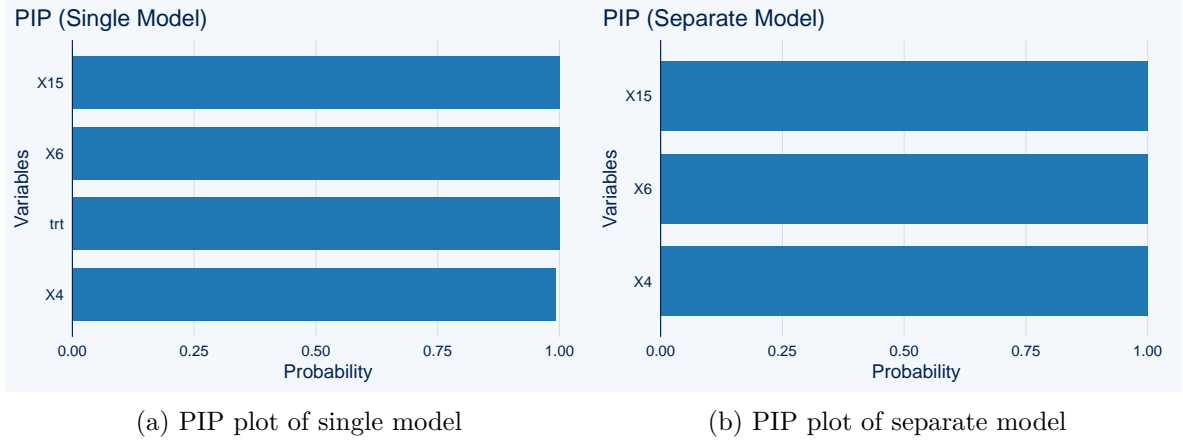 PIP (Single Model)
X15
X6
trt
X4
Variables
0.00 0.25 0.50 0.75 1.00
Probability
(a) PIP plot of single model
PIP (Separate Model)
X15
X6
X4
Variables
0.00 0.25 0.50 0.75 1.00
Probability
(b) PIP plot of separate model